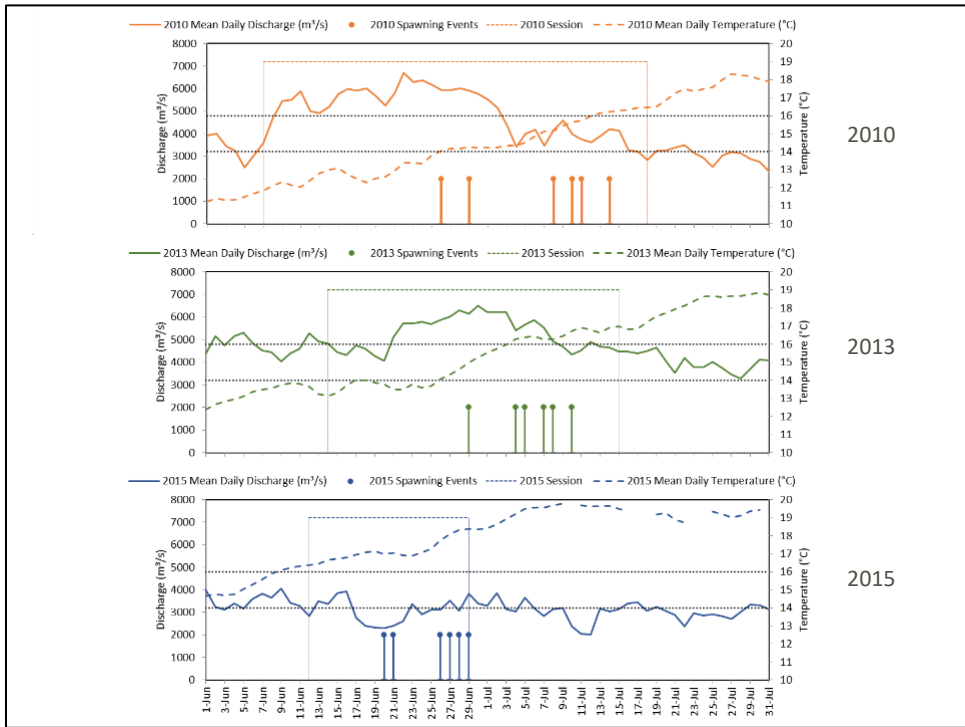 2010 Mean Daily Discharge (m³/s) 2010 Spawning Events 2010 Session 2010 Mean Daily Temperature (°C)
8000
7000
6000
5000
4000
3000
2000
1000
0
Discharge (m³/s)
20
19
18
17
16
15
14
13
12
11
10
Temperature (°C)
2010
2013 Mean Daily Discharge (m³/s) 2013 Spawning Events 2013 Session 2013 Mean Daily Temperature (°C)
8000
7000
6000
5000
4000
3000
2000
1000
0
Discharge (m³/s)
20
19
18
17
16
15
14
13
12
11
10
Temperature (°C)
2013
2015 Mean Daily Discharge (m³/s) 2015 Spawning Events 2015 Session 2015 Mean Daily Temperature (°C)
8000
7000
6000
5000
4000
3000
2000
1000
0
Discharge (m³/s)
20
19
18
17
16
15
14
13
12
11
10
Temperature (°C)
2015
1-Jun
3-Jun
5-Jun
7-Jun
9-Jun
11-Jun
13-Jun
15-Jun
17-Jun
19-Jun
21-Jun
23-Jun
25-Jun
27-Jun
29-Jun
1-Jul
3-Jul
5-Jul
7-Jul
9-Jul
11-Jul
13-Jul
15-Jul
17-Jul
19-Jul
21-Jul
23-Jul
25-Jul
27-Jul
29-Jul
31-Jul